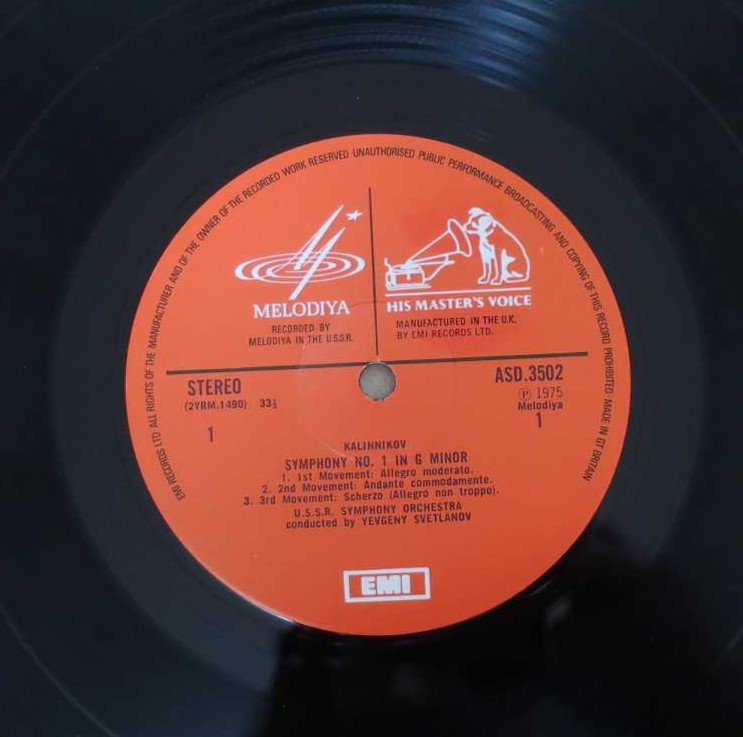 EMI RECORDS LTD· ALL RIGHTS OF THE MANUFACTURER AND OF THE OWNER OF THE RECORDED WORK RESERVED UNAUTHORISED PUBLIC PERFORMANCE BROADCASTING AND COPYING OF THIS RECORD PROHIBITED· MADE IN GT BRITAIN
MELODIYA
RECORDED BY
MELODIYA IN THE U.S.S.R.
HIS MASTER'S VOICE
MANUFACTURED IN THE U.K.
BY EMI RECORDS LTD.
STEREO
(2YRM.1490) 33⅓
1
ASD.3502
Ⓟ 1975
Melodiya
1
KALINNIKOV
SYMPHONY NO. 1 IN G MINOR
1. 1st Movement: Allegro moderato.
2. 2nd Movement: Andante commodamente.
3. 3rd Movement: Scherzo (Allegro non troppo).
U.S.S.R. SYMPHONY ORCHESTRA
conducted by YEVGENY SVETLANOV
EMI